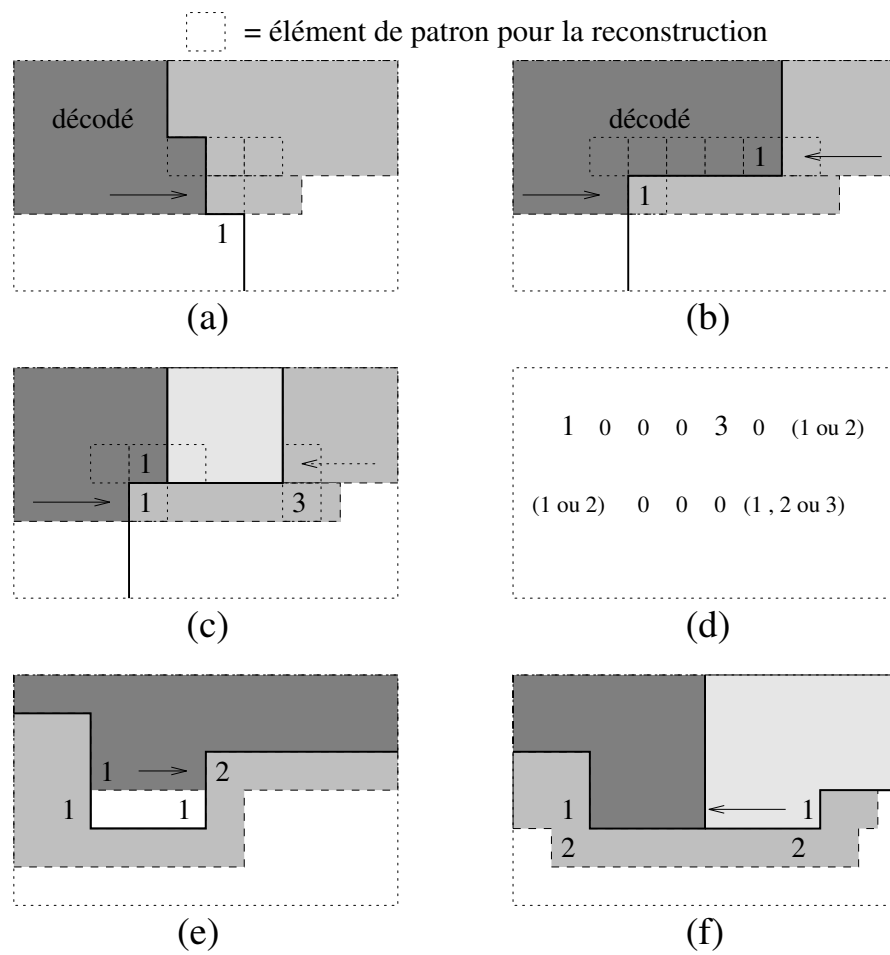 = élément de patron pour la reconstruction
décodé
1
(a)
décodé
1
1
(b)
1
1
3
(c)
1 0 0 0 3 0 (1 ou 2)
(1 ou 2) 0 0 0 (1 , 2 ou 3)
(d)
1 2
1 1
(e)
1 1
2 2
(f)